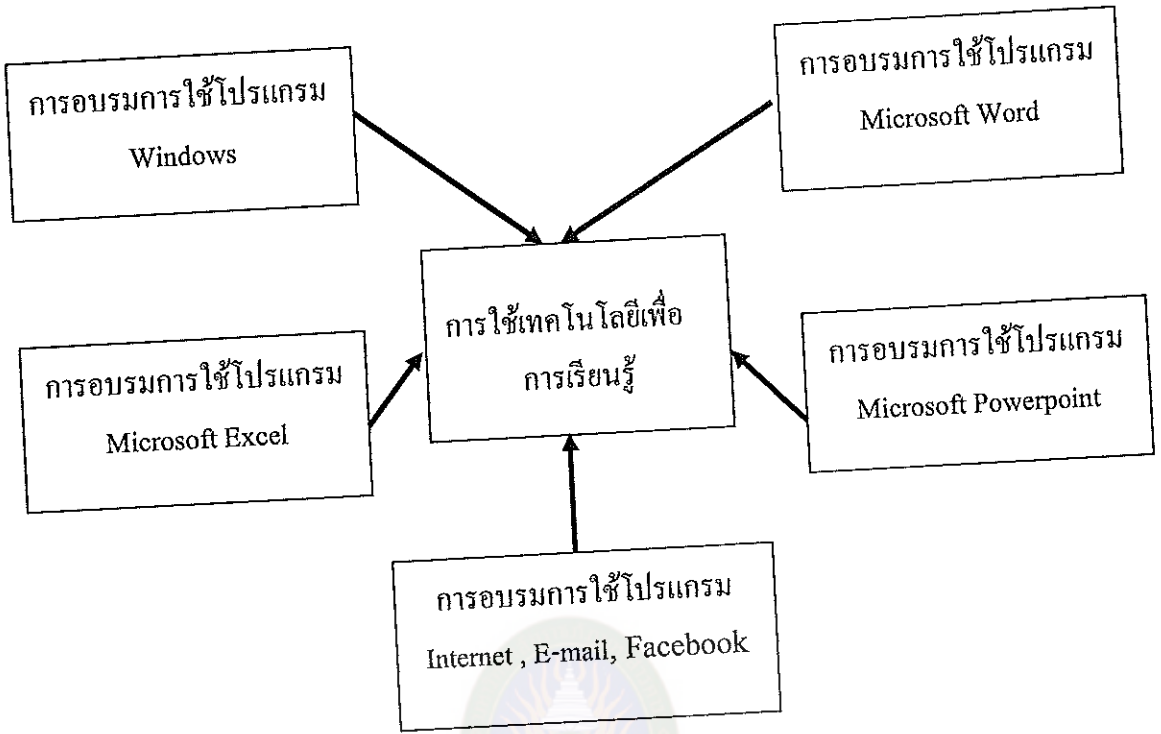 การอบรมการใช้โปรแกรม
Windows
การอบรมการใช้โปรแกรม
Microsoft Word
การใช้เทคโนโลยีเพื่อ
การเรียนรู้
การอบรมการใช้โปรแกรม
Microsoft Excel
การอบรมการใช้โปรแกรม
Microsoft Powerpoint
การอบรมการใช้โปรแกรม
Internet , E-mail, Facebook